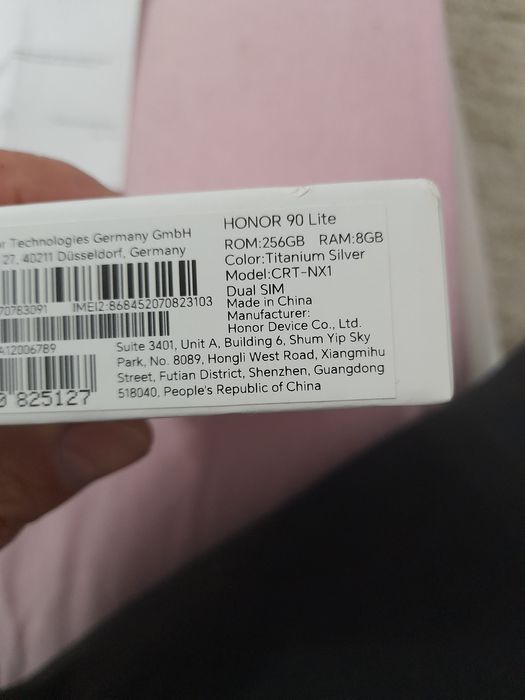 HONOR 90 Lite
ROM:256GB RAM:8GB
Color:Titanium Silver
Model:CRT-NX1
Dual SIM
Made in China
Manufacturer:
Honor Device Co., Ltd.
Suite 3401, Unit A, Building 6, Shum Yip Sky
Park, No. 8089, Hongli West Road, Xiangmihu
Street, Futian District, Shenzhen, Guangdong
518040, People's Republic of China
Technologies Germany GmbH
27, 40211 Düsseldorf, Germany
70783091 IMEI2:868452070823103
A12006789
825127